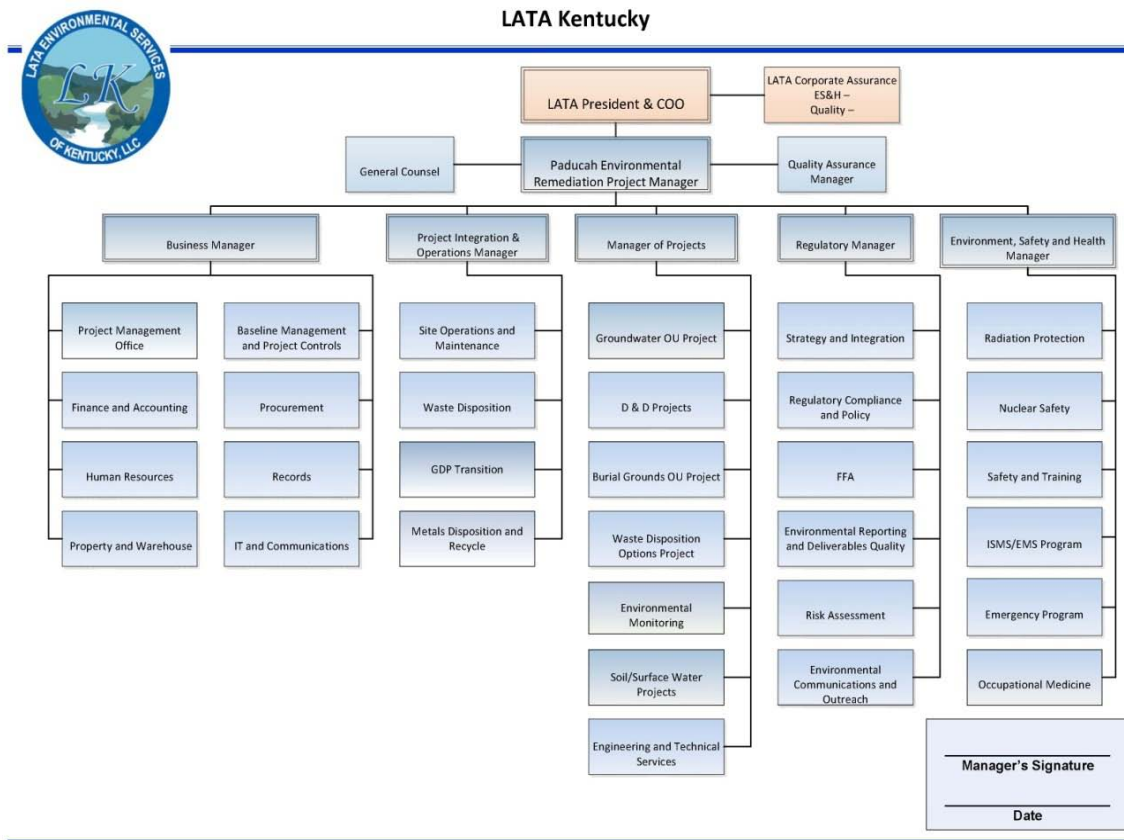 LATA Kentucky
LATA ENVIRONMENTAL SERVICES
LK
OF KENTUCKY, LLC
LATA President & COO
LATA Corporate Assurance
ES&H –
Quality –
General Counsel
Paducah Environmental
Remediation Project Manager
Quality Assurance
Manager
Business Manager
Project Integration &
Operations Manager
Manager of Projects
Regulatory Manager
Environment, Safety and Health
Manager
Project Management
Office
Baseline Management
and Project Controls
Site Operations and
Maintenance
Groundwater OU Project
Strategy and Integration
Radiation Protection
Finance and Accounting
Procurement
Waste Disposition
D & D Projects
Regulatory Compliance
and Policy
Nuclear Safety
Human Resources
Records
GDP Transition
Burial Grounds OU Project
FFA
Safety and Training
Property and Warehouse
IT and Communications
Metals Disposition and
Recycle
Waste Disposition
Options Project
Environmental Reporting
and Deliverables Quality
ISMS/EMS Program
Environmental
Monitoring
Risk Assessment
Emergency Program
Soil/Surface Water
Projects
Environmental
Communications and
Outreach
Occupational Medicine
Engineering and Technical
Services
Manager's Signature
Date